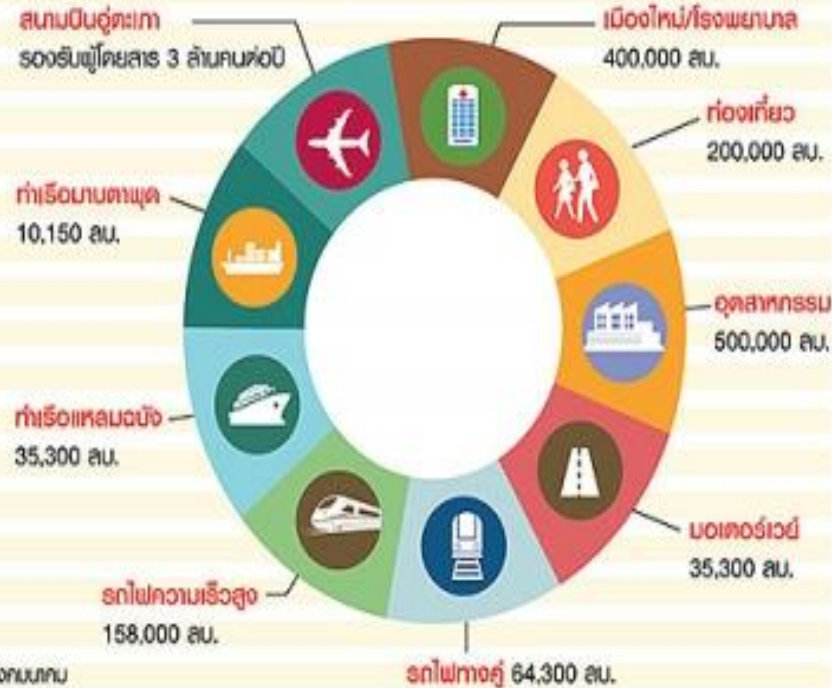 สนามบินอู่ตะเภา
รองรับผู้โดยสาร 3 ล้านคนต่อปี
เมืองใหม่/โรงพยาบาล
400,000 ลบ.
ท่องเที่ยว
200,000 ลบ.
ท่าเรือมาบตาพุด
10,150 ลบ.
อุตสาหกรรม
500,000 ลบ.
ท่าเรือแหลมฉบัง
35,300 ลบ.
มอเตอร์เวย์
35,300 ลบ.
รถไฟความเร็วสูง
158,000 ลบ.
รถไฟทางคู่ 64,300 ลบ.